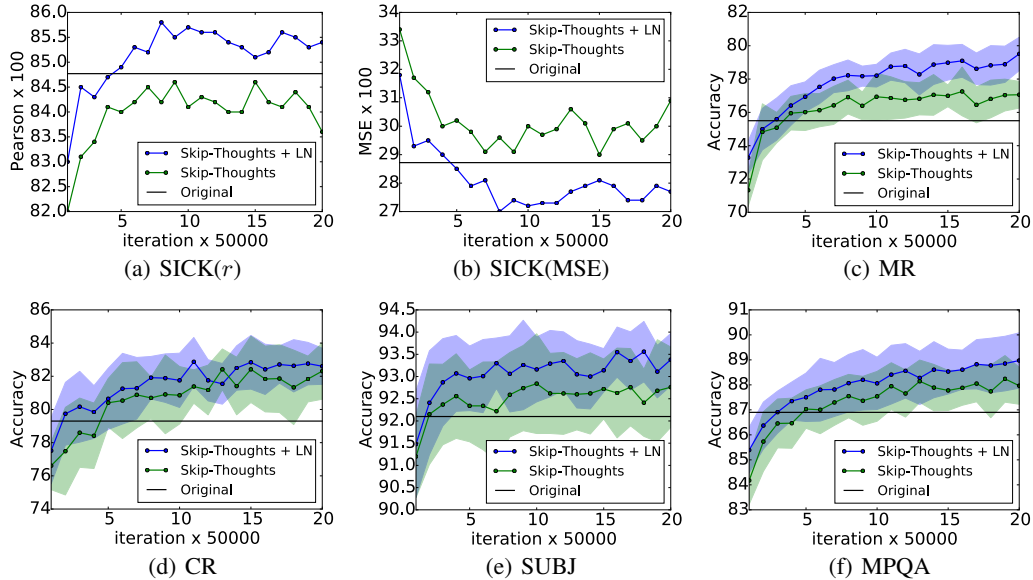 86.0
85.5
85.0
84.5
84.0
83.5
83.0
82.5
82.0
Pearson x 100
Skip-Thoughts + LN
Skip-Thoughts
Original
5 10 15 20
iteration x 50000
(a) SICK(r)
34
33
32
31
30
29
28
27
MSE x 100
Skip-Thoughts + LN
Skip-Thoughts
Original
5 10 15 20
iteration x 50000
(b) SICK(MSE)
80
78
76
74
72
70
Accuracy
Skip-Thoughts + LN
Skip-Thoughts
Original
5 10 15 20
iteration x 50000
(c) MR
86
84
82
80
78
76
74
Accuracy
Skip-Thoughts + LN
Skip-Thoughts
Original
5 10 15 20
iteration x 50000
(d) CR
94.5
94.0
93.5
93.0
92.5
92.0
91.5
91.0
90.5
90.0
Accuracy
Skip-Thoughts + LN
Skip-Thoughts
Original
5 10 15 20
iteration x 50000
(e) SUBJ
91
90
89
88
87
86
85
84
83
Accuracy
Skip-Thoughts + LN
Skip-Thoughts
Original
5 10 15 20
iteration x 50000
(f) MPQA